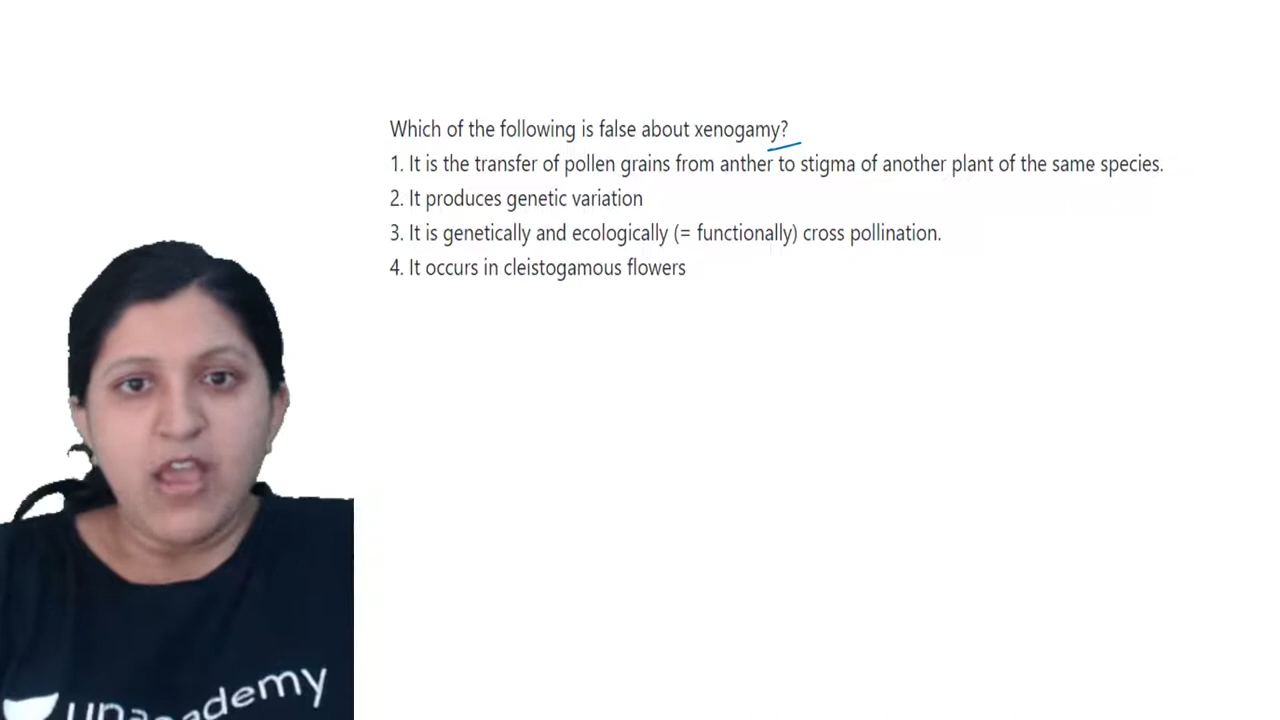 Which of the following is false about xenogamy?
1. It is the transfer of pollen grains from anther to stigma of another plant of the same species.
2. It produces genetic variation
3. It is genetically and ecologically (= functionally) cross pollination.
4. It occurs in cleistogamous flowers
unacademy